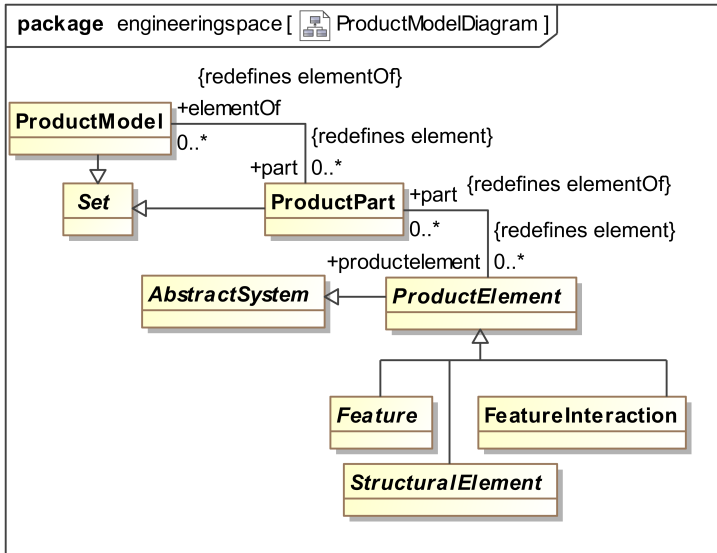 package engineeringspace [ ProductModelDiagram ]
{redefines elementOf}
ProductModel
+elementOf
0..*
{redefines element}
+part 0..*
Set
ProductPart
+part
{redefines elementOf}
0..*
{redefines element}
+productelement 0..*
AbstractSystem
ProductElement
Feature
FeatureInteraction
StructuralElement